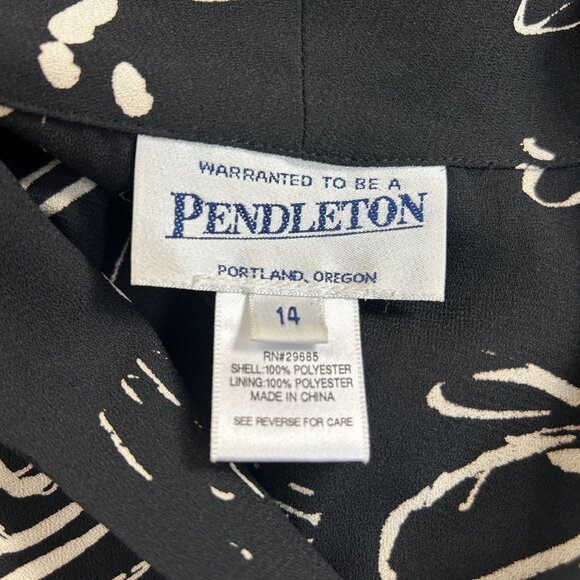 WARRANTED TO BE A
PENDLETON
PORTLAND, OREGON
14
RN#29685
SHELL:100% POLYESTER
LINING:100% POLYESTER
MADE IN CHINA
SEE REVERSE FOR CARE